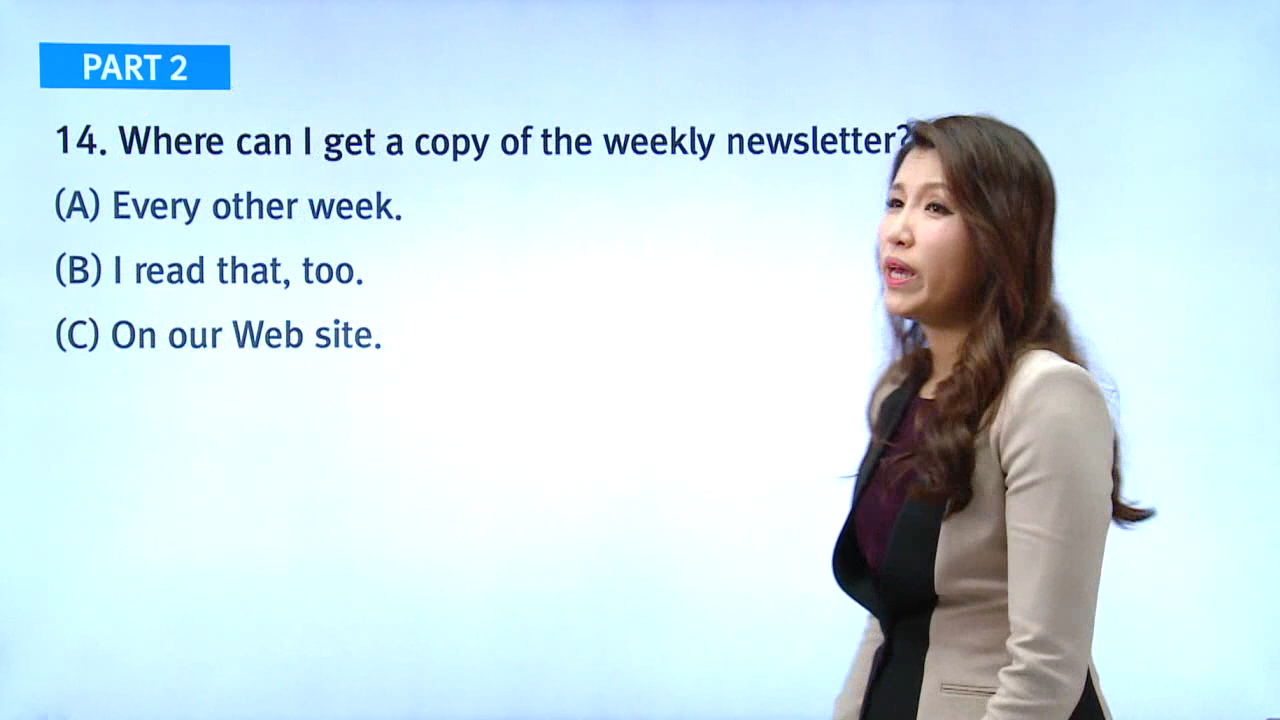 PART 2
14. Where can I get a copy of the weekly newsletter?
(A) Every other week.
(B) I read that, too.
(C) On our Web site.